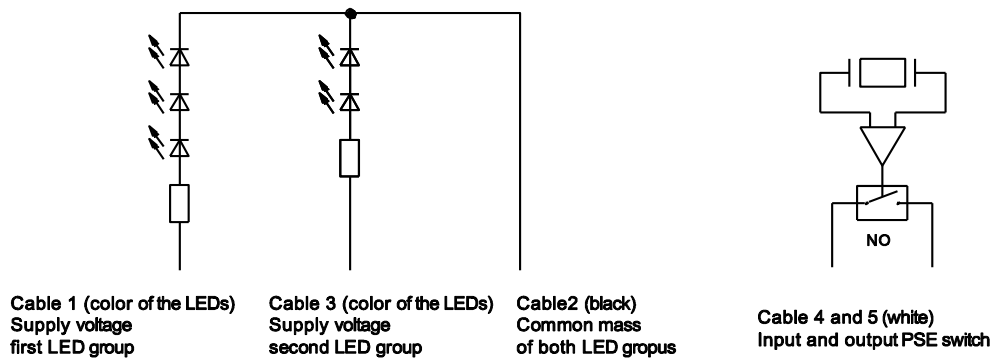 NO
Cable 1 (color of the LEDs)
Supply voltage
first LED group
Cable 3 (color of the LEDs)
Supply voltage
second LED group
Cable2 (black)
Common mass
of both LED gropus
Cable 4 and 5 (white)
Input and output PSE switch